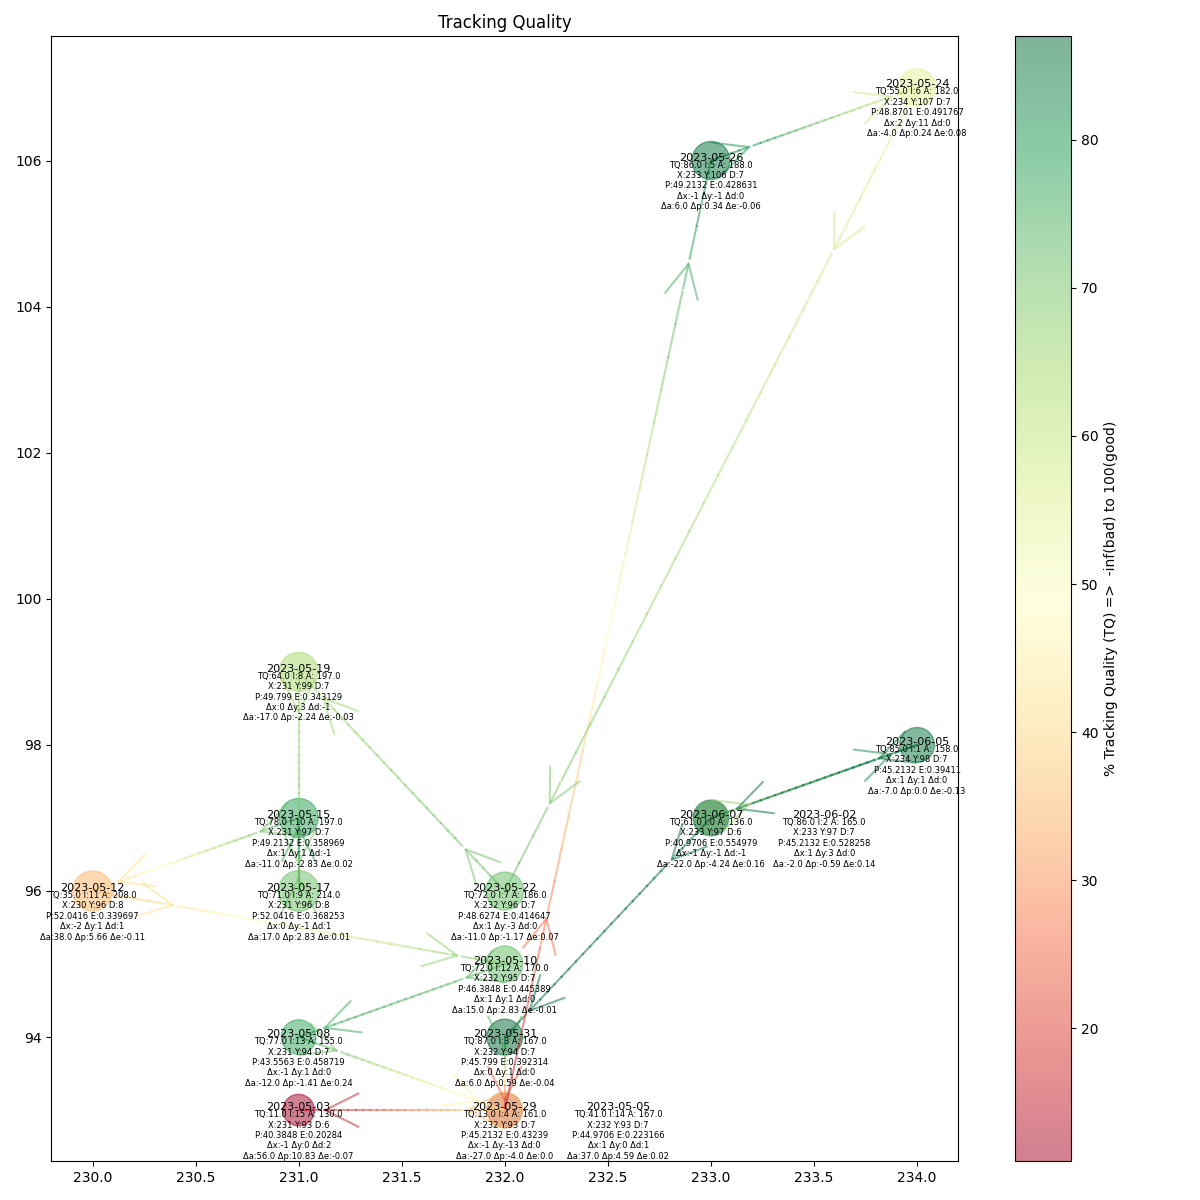 Tracking Quality
2023-05-24
TQ:55.0 I:6 A: 182.0
X:234 Y:107 D:7
P:48.8701 E:0.491767
Δx:2 Δy:11 Δd:0
Δa:-4.0 Δp:0.24 Δe:0.08
2023-05-26
TQ:86.0 I:5 A: 188.0
X:233 Y:106 D:7
P:49.2132 E:0.428631
Δx:-1 Δy:-1 Δd:0
Δa:6.0 Δp:0.34 Δe:-0.06
2023-05-19
TQ:64.0 I:8 A: 197.0
X:231 Y:99 D:7
P:49.799 E:0.343129
Δx:0 Δy:3 Δd:-1
Δa:-17.0 Δp:-2.24 Δe:-0.03
2023-06-05
TQ:85.0 I:1 A: 158.0
X:234 Y:98 D:7
P:45.2132 E:0.39411
Δx:1 Δy:1 Δd:0
Δa:-7.0 Δp:0.0 Δe:-0.13
2023-05-15
TQ:78.0 I:10 A: 197.0
X:231 Y:97 D:7
P:49.2132 E:0.358969
Δx:1 Δy:1 Δd:-1
Δa:-11.0 Δp:-2.83 Δe:0.02
2023-06-07
TQ:61.0 I:0 A: 136.0
X:233 Y:97 D:6
P:40.9706 E:0.554979
Δx:-1 Δy:-1 Δd:-1
Δa:-22.0 Δp:-4.24 Δe:0.16
2023-06-02
TQ:86.0 I:2 A: 165.0
X:233 Y:97 D:7
P:45.2132 E:0.528258
Δx:1 Δy:3 Δd:0
Δa:-2.0 Δp:-0.59 Δe:0.14
2023-05-12
TQ:35.0 I:11 A: 208.0
X:230 Y:96 D:8
P:52.0416 E:0.339697
Δx:-2 Δy:1 Δd:1
Δa:38.0 Δp:5.66 Δe:-0.11
2023-05-17
TQ:71.0 I:9 A: 214.0
X:231 Y:96 D:8
P:52.0416 E:0.368253
Δx:0 Δy:-1 Δd:1
Δa:17.0 Δp:2.83 Δe:0.01
2023-05-22
TQ:72.0 I:7 A: 186.0
X:232 Y:96 D:7
P:48.6274 E:0.414647
Δx:1 Δy:-3 Δd:0
Δa:-11.0 Δp:-1.17 Δe:0.07
2023-05-10
TQ:72.0 I:12 A: 170.0
X:232 Y:95 D:7
P:46.3848 E:0.445389
Δx:1 Δy:1 Δd:0
Δa:15.0 Δp:2.83 Δe:-0.01
2023-05-08
TQ:77.0 I:13 A: 155.0
X:231 Y:94 D:7
P:43.5563 E:0.458719
Δx:-1 Δy:1 Δd:0
Δa:-12.0 Δp:-1.41 Δe:0.24
2023-05-31
TQ:87.0 I:3 A: 167.0
X:232 Y:94 D:7
P:45.799 E:0.392314
Δx:0 Δy:1 Δd:0
Δa:6.0 Δp:0.59 Δe:-0.04
2023-05-03
TQ:11.0 I:15 A: 130.0
X:231 Y:93 D:6
P:40.3848 E:0.20284
Δx:-1 Δy:0 Δd:2
Δa:56.0 Δp:10.83 Δe:-0.07
2023-05-29
TQ:13.0 I:4 A: 161.0
X:232 Y:93 D:7
P:45.2132 E:0.43239
Δx:-1 Δy:-13 Δd:0
Δa:-27.0 Δp:-4.0 Δe:0.0
2023-05-05
TQ:41.0 I:14 A: 167.0
X:232 Y:93 D:7
P:44.9706 E:0.223166
Δx:1 Δy:0 Δd:1
Δa:37.0 Δp:4.59 Δe:0.02
106
104
102
100
98
96
94
230.0 230.5 231.0 231.5 232.0 232.5 233.0 233.5 234.0
80
70
60
50
40
30
20
% Tracking Quality (TQ) => -inf(bad) to 100(good)